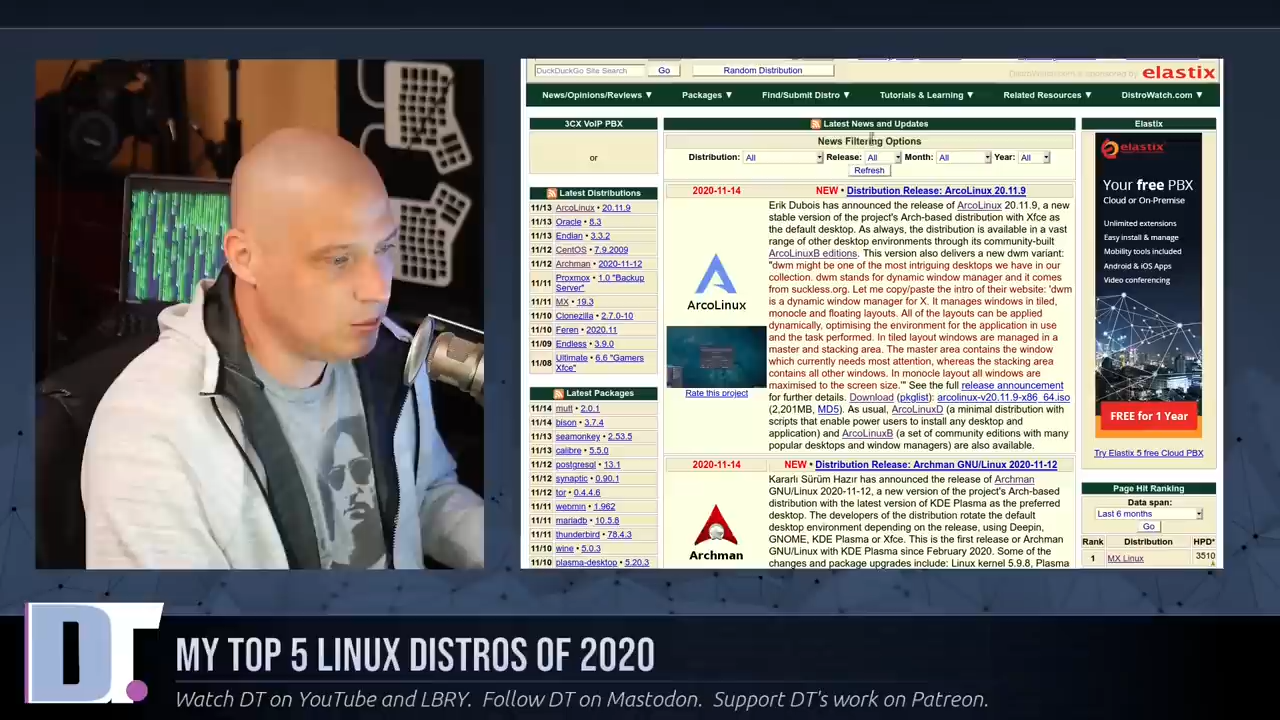 DuckDuckGo Site Search
Go
Random Distribution
DistroWatch.com is sponsored by
elastix
News/Opinions/Reviews ▼
Packages ▼
Find/Submit Distro ▼
Tutorials & Learning ▼
Related Resources ▼
DistroWatch.com ▼
3CX VoIP PBX
or
Latest Distributions
11/13 ArcoLinux • 20.11.9
11/13 Oracle • 8.3
11/13 Endian • 3.3.2
11/12 CentOS • 7.9.2009
11/12 Archman • 2020-11-12
11/11 Proxmox • 1.0 "Backup
Server"
11/11 MX • 19.3
11/10 Clonezilla • 2.7.0-10
11/10 Feren • 2020.11
11/09 Endless • 3.9.0
11/08 Ultimate • 6.6 "Gamers
Xfce"
Latest Packages
11/14 mutt • 2.0.1
11/14 bison • 3.7.4
11/13 seamonkey • 2.53.5
11/13 calibre • 5.5.0
11/12 postgresql • 13.1
11/12 synaptic • 0.90.1
11/12 tor • 0.4.4.6
11/11 webmin • 1.962
11/11 mariadb • 10.5.8
11/11 thunderbird • 78.4.3
11/10 wine • 5.0.3
11/10 plasma-desktop • 5.20.3
Latest News and Updates
News Filtering Options
Distribution: All Release: All Month: All Year: All
Refresh
2020-11-14 NEW • Distribution Release: ArcoLinux 20.11.9
ArcoLinux
Rate this project
Erik Dubois has announced the release of ArcoLinux 20.11.9, a new
stable version of the project's Arch-based distribution with Xfce as
the default desktop. As always, the distribution is available in a vast
range of other desktop environments through its community-built
ArcoLinuxB editions. This version also delivers a new dwm variant:
"dwm might be one of the most intriguing desktops we have in our
collection. dwm stands for dynamic window manager and it comes
from suckless.org. Let me copy/paste the intro of their website: 'dwm
is a dynamic window manager for X. It manages windows in tiled,
monocle and floating layouts. All of the layouts can be applied
dynamically, optimising the environment for the application in use
and the task performed. In tiled layout windows are managed in a
master and stacking area. The master area contains the window
which currently needs most attention, whereas the stacking area
contains all other windows. In monocle layout all windows are
maximised to the screen size.'" See the full release announcement
for further details. Download (pkglist): arcolinux-v20.11.9-x86_64.iso
(2,201MB, MD5). As usual, ArcoLinuxD (a minimal distribution with
scripts that enable power users to install any desktop and
application) and ArcoLinuxB (a set of community editions with many
popular desktops and window managers) are also available.
2020-11-14 NEW • Distribution Release: Archman GNU/Linux 2020-11-12
Archman
Kararlı Sürüm Hazır has announced the release of Archman
GNU/Linux 2020-11-12, a new version of the project's Arch-based
distribution with the latest version of KDE Plasma as the preferred
desktop. The developers of the distribution rotate the default
desktop environment depending on the release, using Deepin,
GNOME, KDE Plasma or Xfce. This is the first release or Archman
GNU/Linux with KDE Plasma since February 2020. Some of the
changes and package upgrades include: Linux kernel 5.9.8, Plasma
Elastix
elastix
Your free PBX
Cloud or On-Premise
Unlimited extensions
Easy install & manage
Mobility tools included
Android & iOS Apps
Video conferencing
FREE for 1 Year
Try Elastix 5 free Cloud PBX
Page Hit Ranking
Data span:
Last 6 months
Go
Rank Distribution HPD*
1 MX Linux 3510
DT.
MY TOP 5 LINUX DISTROS OF 2020
Watch DT on YouTube and LBRY. Follow DT on Mastodon. Support DT's work on Patreon.